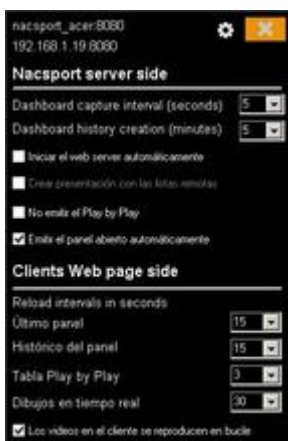 nacsport_acer:8080
192.168.1.19:8080
Nacsport server side
Dashboard capture interval (seconds) 5
Dashboard history creation (minutes) 5
Iniciar el web server automáticamente
Crear presentación con las listas remotas
No emitir el Play by Play
Emitir el panel abierto automáticamente
Clients Web page side
Reload intervals in seconds
Último panel 15
Histórico del panel 15
Tabla Play by Play 3
Dibujos en tiempo real 30
Los videos en el cliente se reproducen en bucle